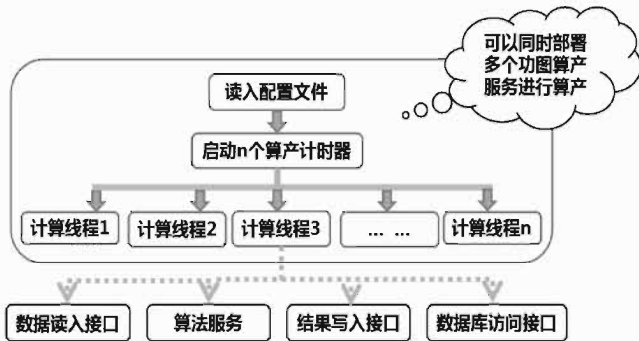 可以同时部署
多个功图算产
服务进行算产
读入配置文件
启动n个算产计时器
计算线程1
计算线程2
计算线程3
... ...
计算线程n
数据读入接口
算法服务
结果写入接口
数据库访问接口